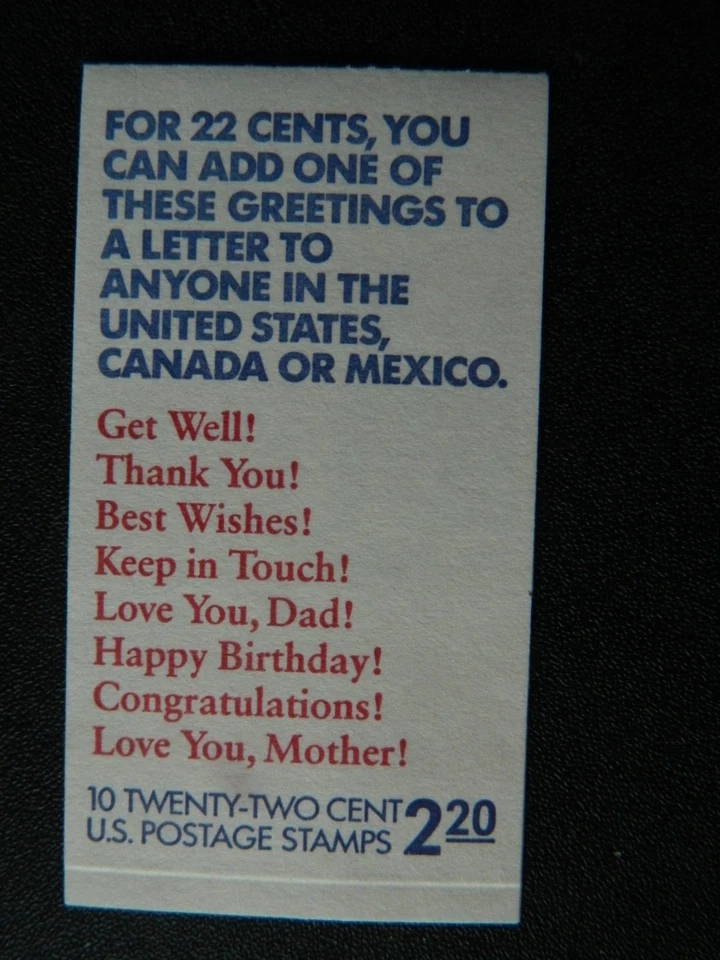 FOR 22 CENTS, YOU
CAN ADD ONE OF
THESE GREETINGS TO
A LETTER TO
ANYONE IN THE
UNITED STATES,
CANADA OR MEXICO.
Get Well!
Thank You!
Best Wishes!
Keep in Touch!
Love You, Dad!
Happy Birthday!
Congratulations!
Love You, Mother!
10 TWENTY-TWO CENT
U.S. POSTAGE STAMPS 2 20